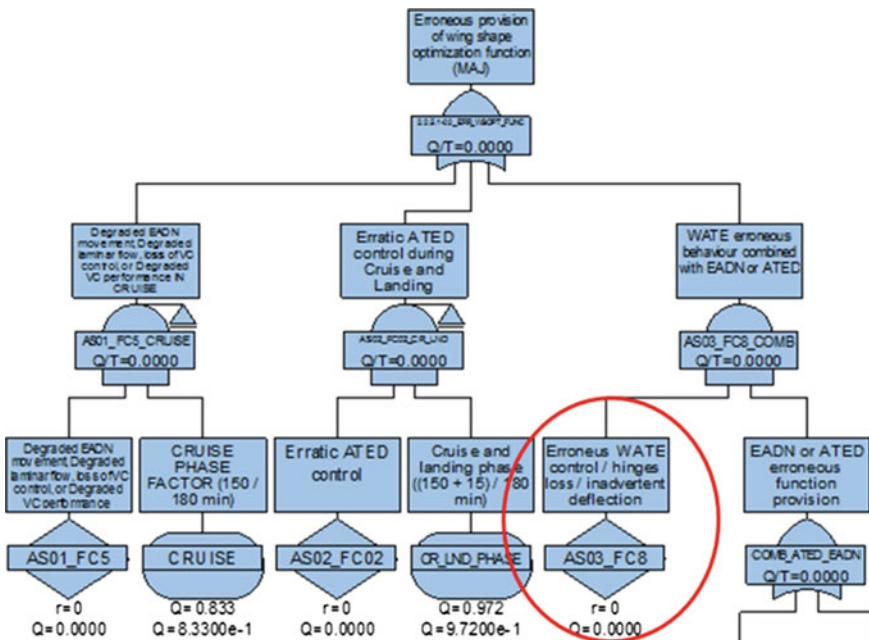 Erroneous provision
of wing shape
optimization function
(MAJ)
Q/T=0.0000
Degraded EADN
movement, Degraded
laminar flow, loss of VC
control, or Degraded
VC performance IN
CRUISE
AS01_FC5_CRUISE
Q/T=0.0000
Erratic ATED
control during
Cruise and
Landing
AS02_FC02_CR_LND
Q/T=0.0000
WATE erroneous
behaviour combined
with EADN or ATED
AS03_FC8_COMB
Q/T=0.0000
Degraded EADN
movement, Degraded
laminar flow, loss of VC
control, or Degraded
VC performance
AS01_FC5
r=0
Q=0.0000
CRUISE
PHASE
FACTOR (150 /
180 min)
CRUISE
Q=0.833
Q=8.3300e-1
Erratic ATED
control
AS02_FC02
r=0
Q=0.0000
Cruise and
landing phase
((150 + 15) / 180
min)
CR_LND_PHASE
Q=0.972
Q=9.7200e-1
Erroneus WATE
control / hinges
loss / inadvertent
deflection
AS03_FC8
r=0
Q=0.0000
EADN or ATED
erroneous
function
provision
COMB_ATED_EADN
Q/T=0.0000